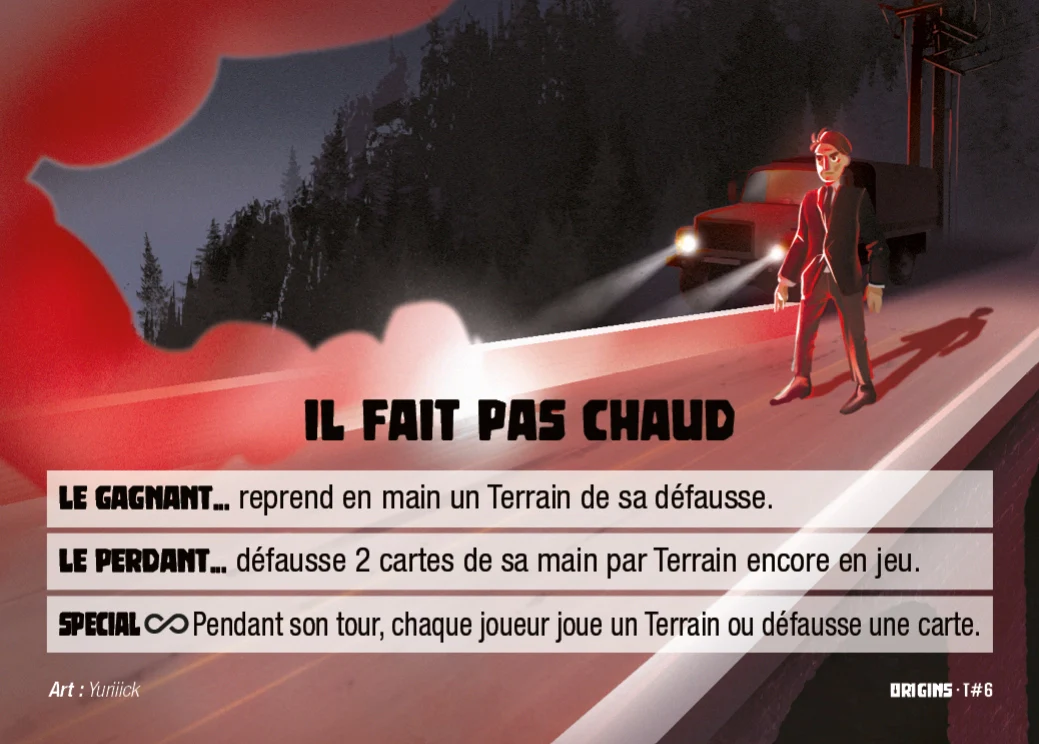 IL FAIT PAS CHAUD
LE GAGNANT... reprend en main un Terrain de sa défausse.
LE PERDANT... défausse 2 cartes de sa main par Terrain encore en jeu.
SPECIAL ∞ Pendant son tour, chaque joueur joue un Terrain ou défausse une carte.
Art : Yuriiick
ORIGINS · T#6